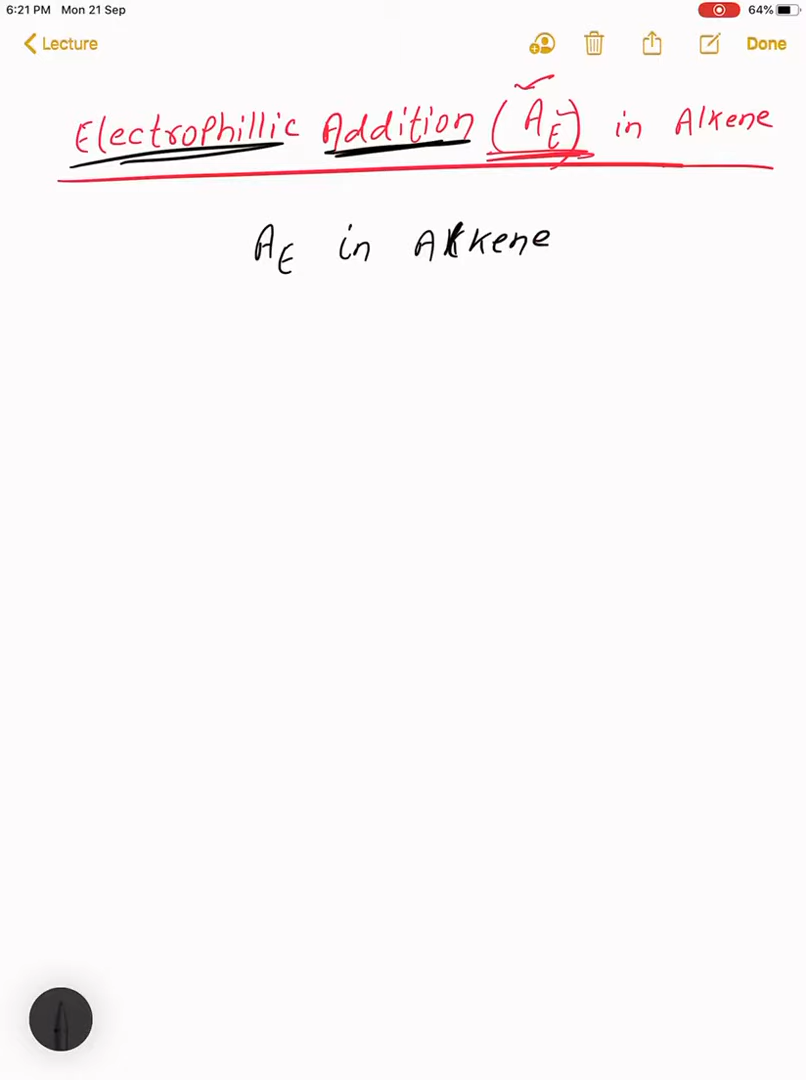 6:21 PM Mon 21 Sep 64%
Lecture Done
Electrophillic Addition (AE) in Alkene
AE in Alkene